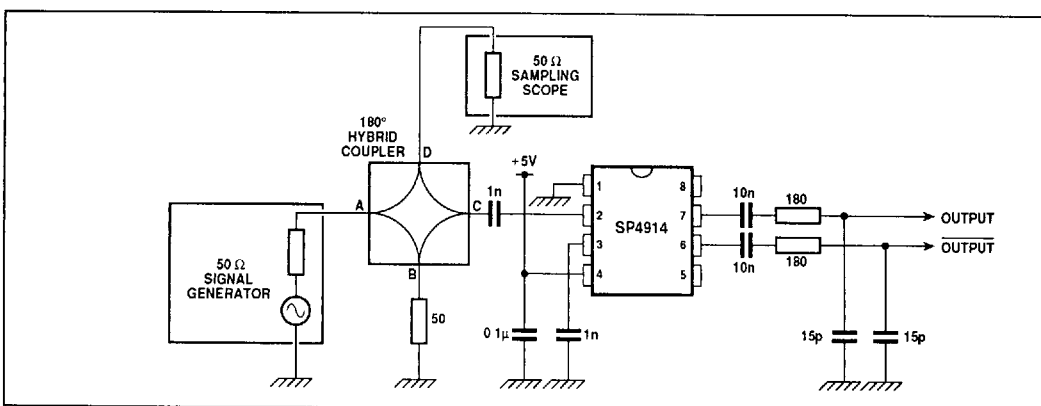 50 Ω
SAMPLING
SCOPE
180°
HYBRID
COUPLER
D
A
C
B
1n
+5V
50 Ω
SIGNAL
GENERATOR
50
0 1μ
1n
SP4914
1
2
3
4
8
7
6
5
10n
180
OUTPUT
10n
180
OUTPUT
15p
15p